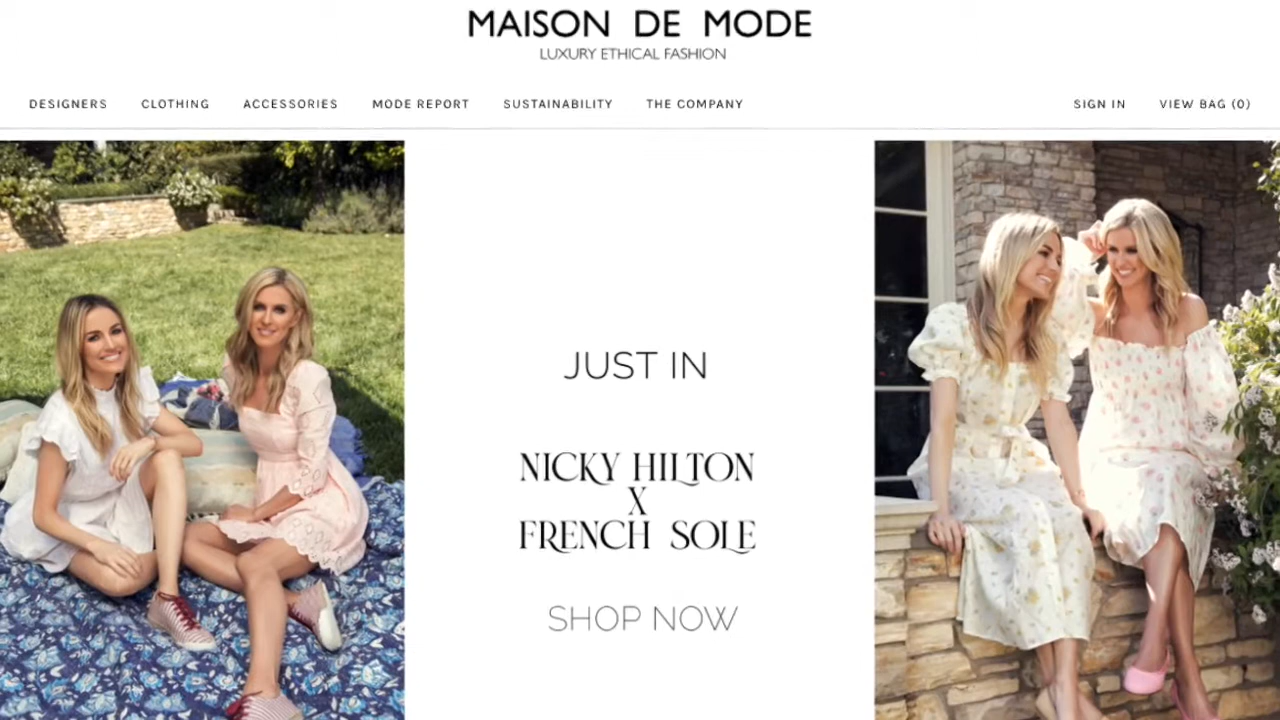 MAISON DE MODE
LUXURY ETHICAL FASHION
DESIGNERS CLOTHING ACCESSORIES MODE REPORT SUSTAINABILITY THE COMPANY SIGN IN VIEW BAG (0)
JUST IN
NICKY HILTON
X
FRENCH SOLE
SHOP NOW